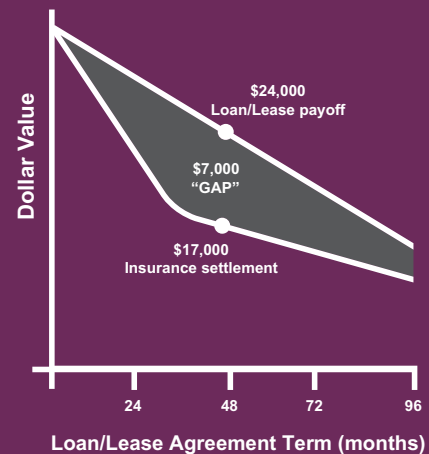 $24,000
Loan/Lease payoff
$7,000
“GAP”
$17,000
Insurance settlement
Dollar Value
24 48 72 96
Loan/Lease Agreement Term (months)